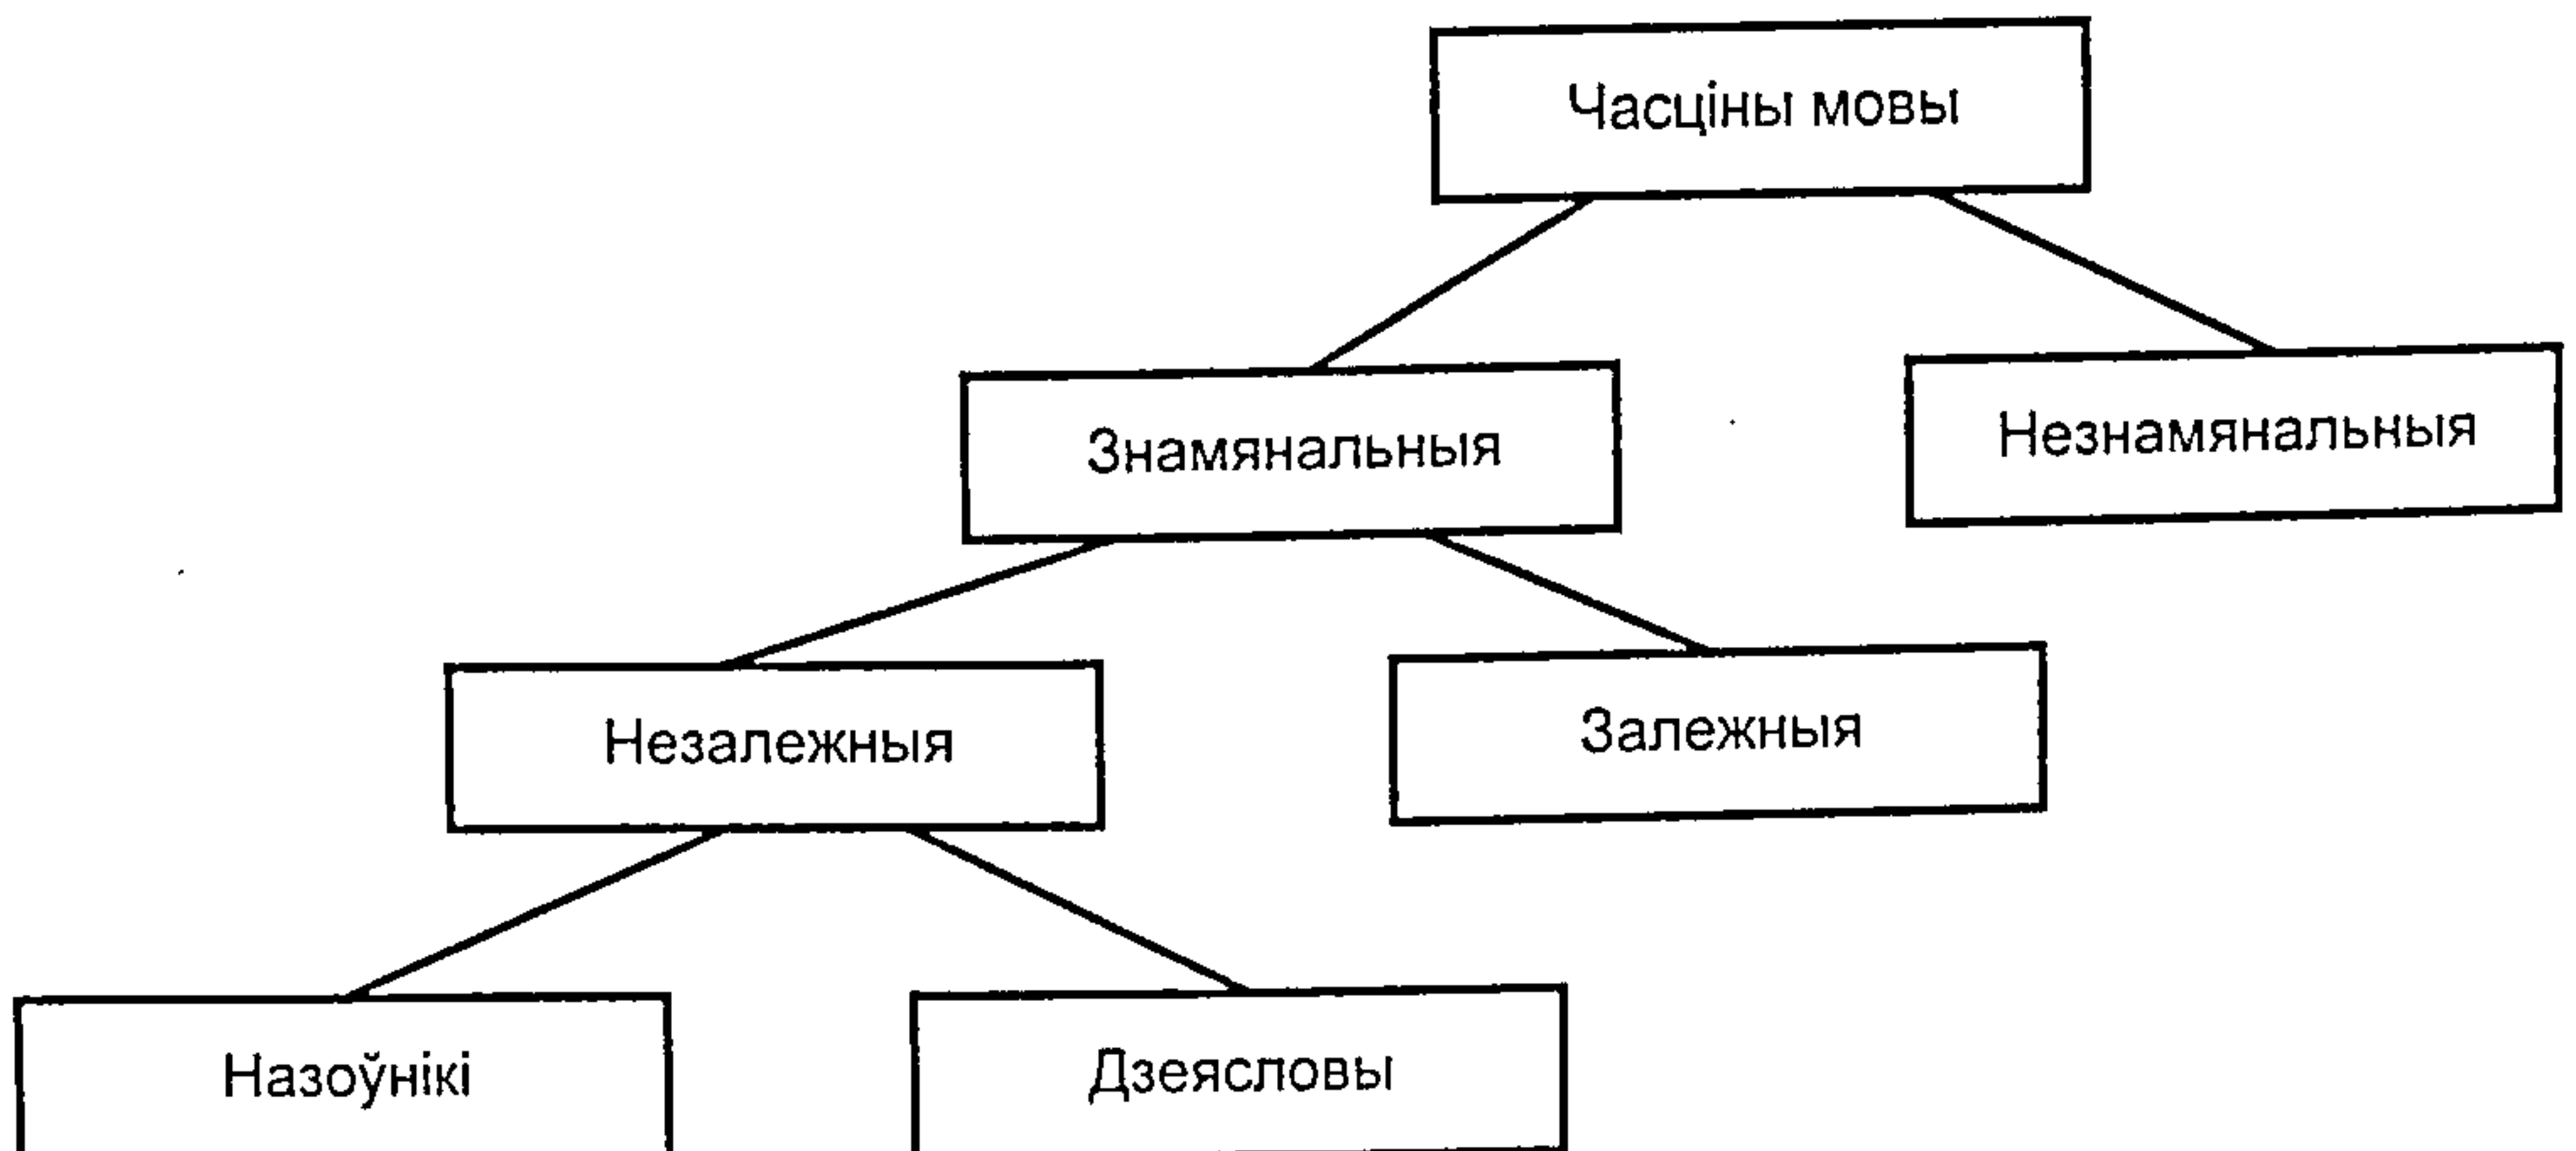 Часціны мовы
Знамянальныя
Незнамянальныя
Незалежныя
Залежныя
Назоўнікі
Дзеясловы